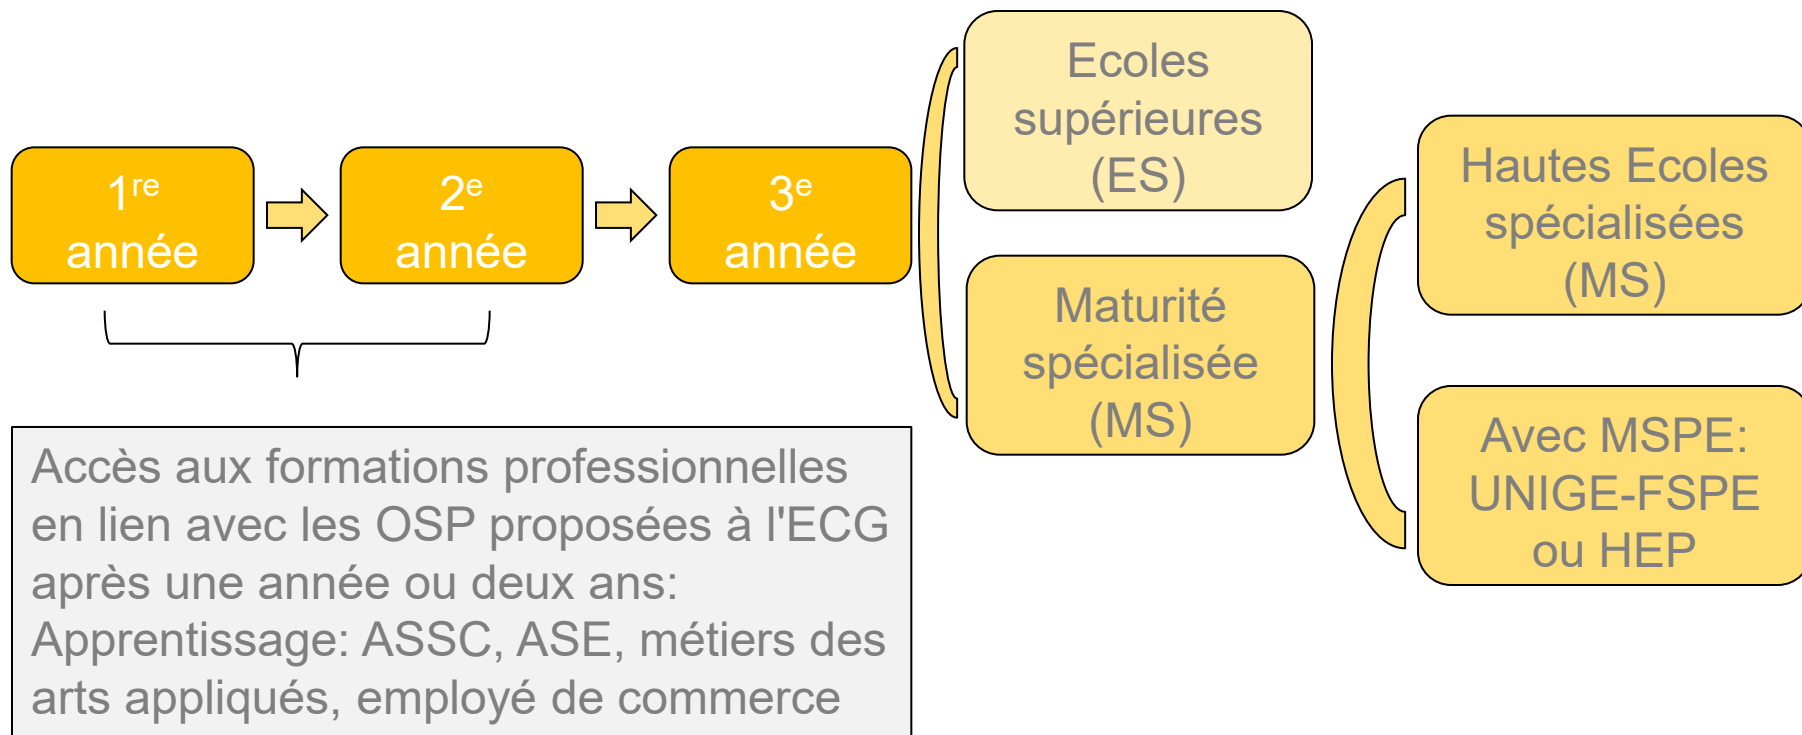 1re
année
2e
année
3e
année
Ecoles
supérieures
(ES)
Maturité
spécialisée
(MS)
Hautes Ecoles
spécialisées
(MS)
Avec MSPE:
UNIGE-FSPE
ou HEP
Accès aux formations professionnelles
en lien avec les OSP proposées à l'ECG
après une année ou deux ans:
Apprentissage: ASSC, ASE, métiers des
arts appliqués, employé de commerce